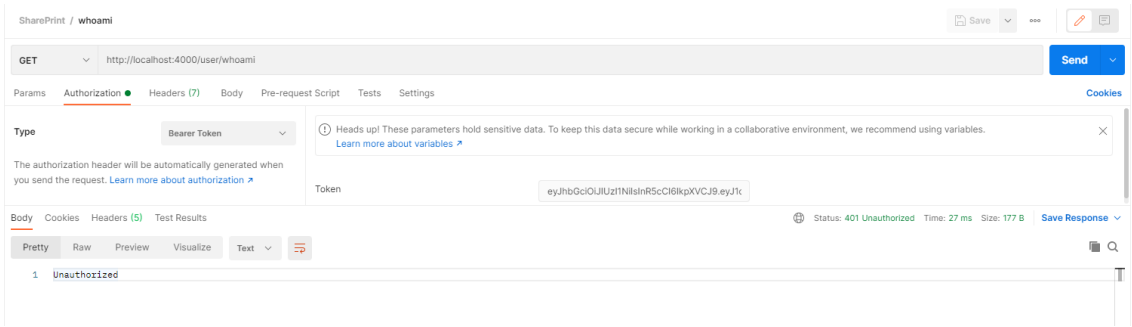 SharePrint / whoami
Save
GET
http://localhost:4000/user/whoami
Send
Params Authorization Headers (7) Body Pre-request Script Tests Settings
Cookies
Type
Bearer Token
Heads up! These parameters hold sensitive data. To keep this data secure while working in a collaborative environment, we recommend using variables.
Learn more about variables
The authorization header will be
automatically generated when
you send the request. Learn more about authorization
Token
Body Cookies Headers (5) Test Results
Status: 401 Unauthorized Time: 27 ms Size: 177 B
Save Response
Pretty Raw Preview Visualize Text
1 Unauthorized